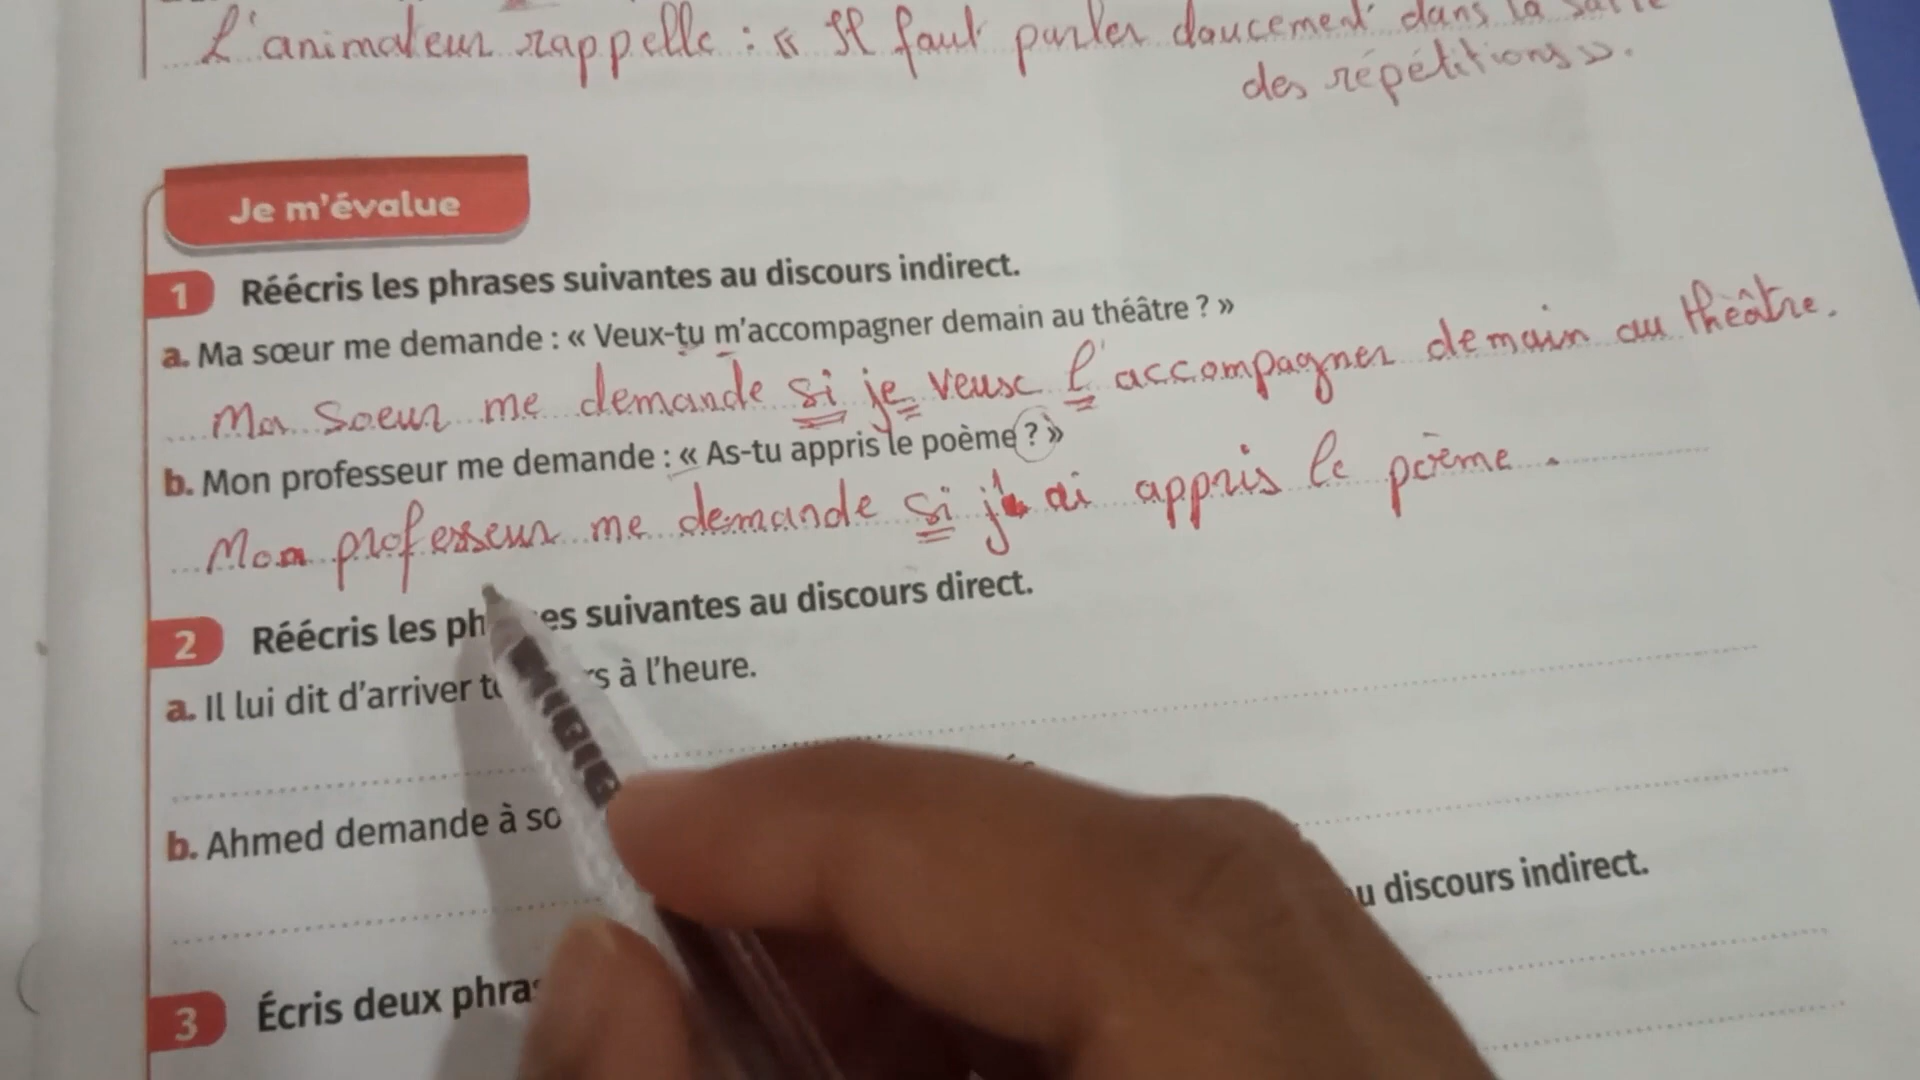 L'animateur rappelle : « Il faut parler doucement dans la salle
des répétitions ».
Je m'évalue
1 Réécris les phrases suivantes au discours indirect.
a. Ma sœur me demande : « Veux-tu m'accompagner demain au théâtre ? »
Ma soeur me demande si je veux l'accompagner demain au théâtre.
b. Mon professeur me demande : « As-tu appris le poème ? »
Mon professeur me demande si j'ai appris le poème.
2 Réécris les suivantes au discours direct.
a. Il lui dit d'arriver à l'heure.
b. Ahmed demande à
3 Écris deux discours indirect.